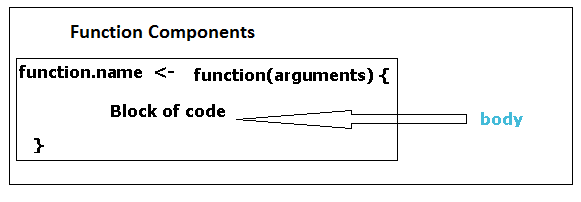 Function Components
function.name <- function(arguments) {
Block of code
body
}